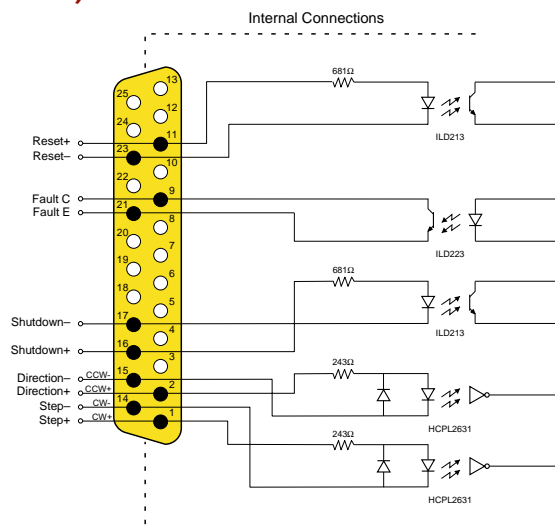 Internal Connections
13
681Ω
25
12
24
11
Reset+
Reset–
23
ILD213
10
22
Fault C
9
Fault E
21
8
20
7
ILD223
19
6
681Ω
18
5
Shutdown–
17
4
ILD213
Shutdown+
16
3
243Ω
15
Direction– CCW-
Direction+ CCW+
2
Step– CW-
14
HCPL2631
Step+ CW+
1
243Ω
HCPL2631